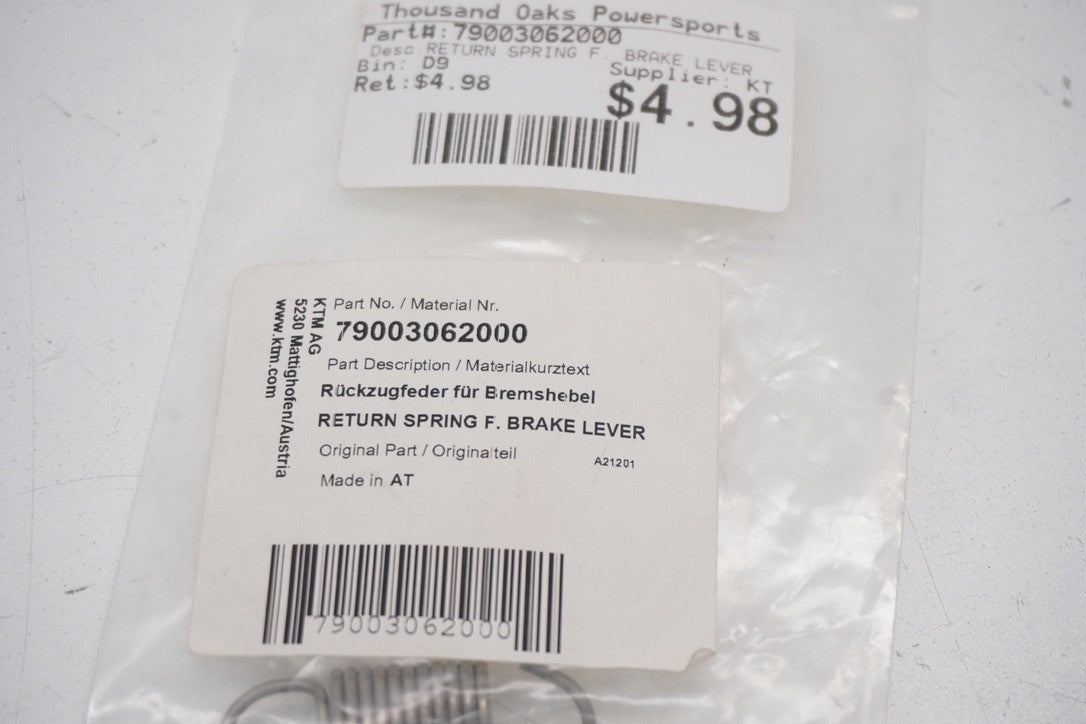 Thousand Oaks Powersports
Part#:79003062000
Desc:RETURN SPRING F. BRAKE LEVER
Bin: D9
Supplier: KT
Ret:$4.98
$4.98
KTM AG
5230 Mattighofen/Austria
www.ktm.com
Part No. / Material Nr.
79003062000
Part Description / Materialkurztext
Rückzugfeder für Bremshebel
RETURN SPRING F. BRAKE LEVER
Original Part / Originalteil
A21201
Made in AT
79003062000